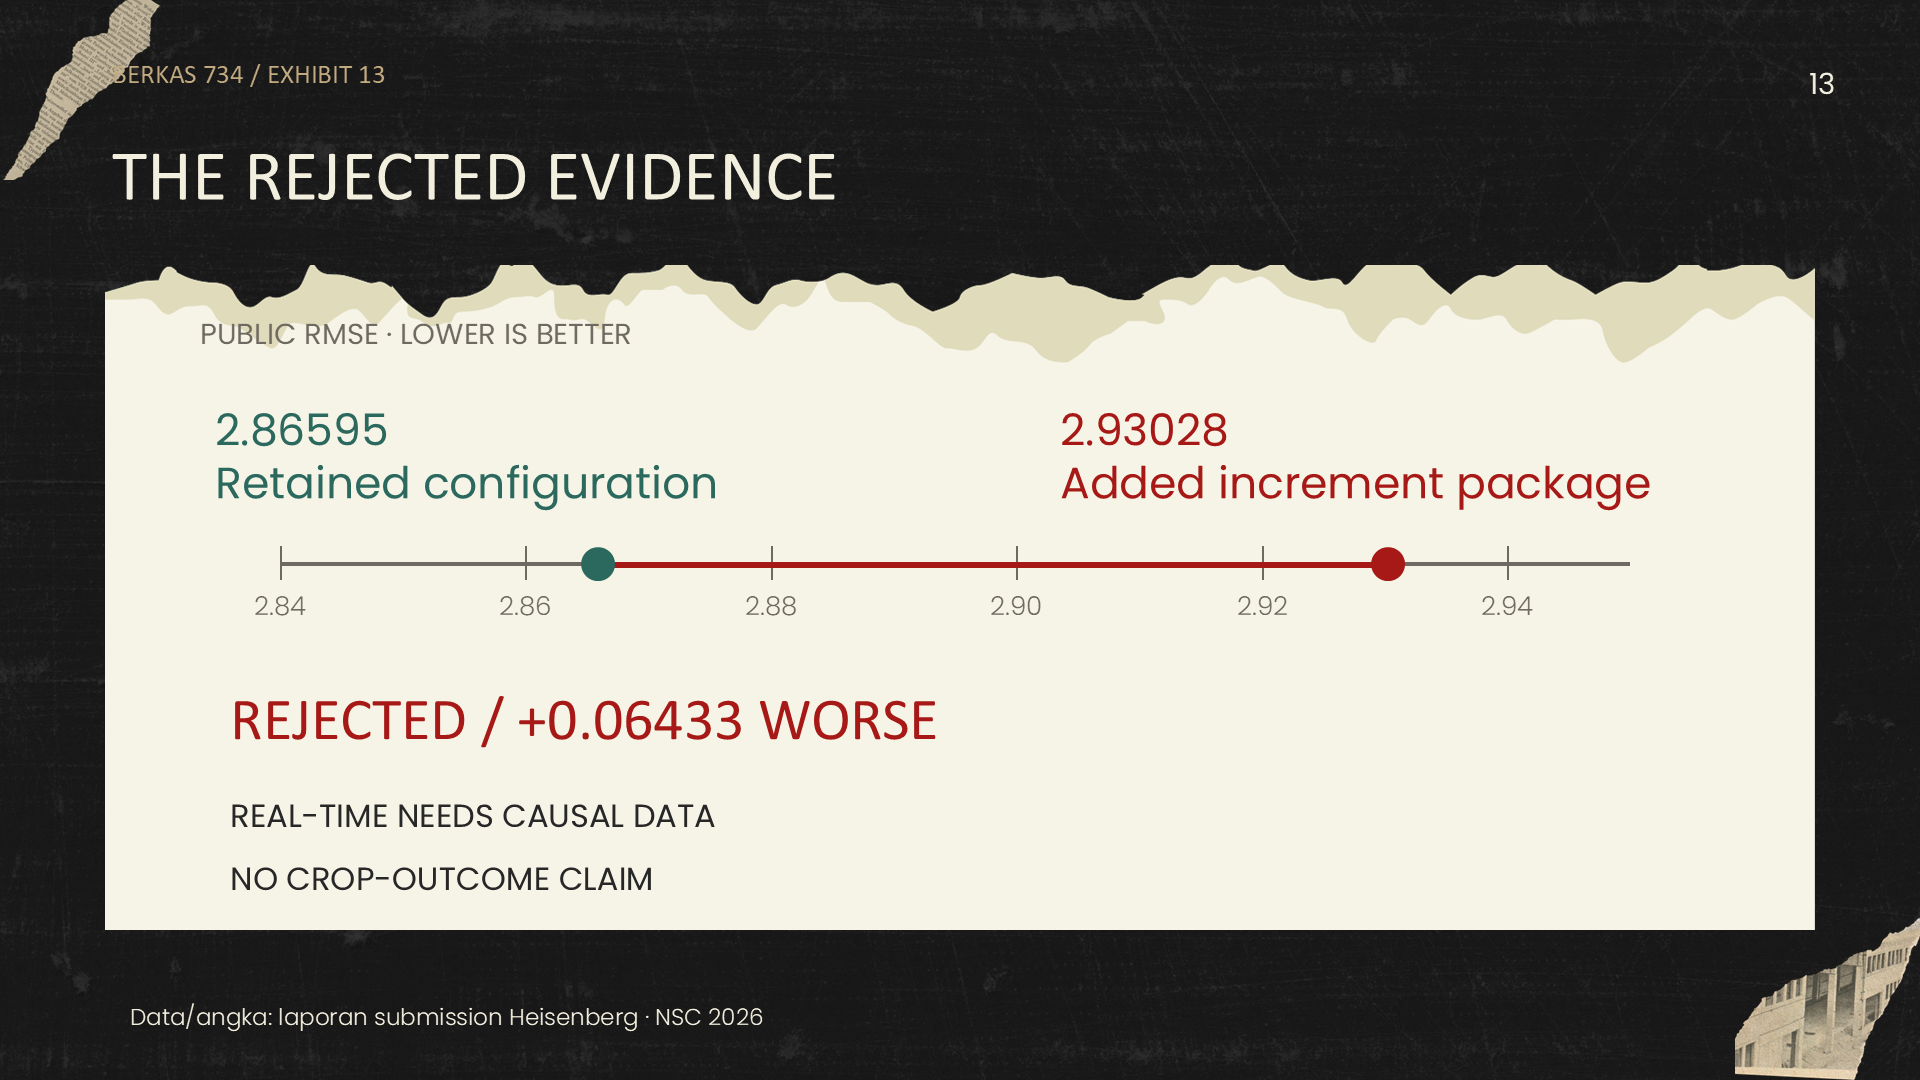 BERKAS 734 / EXHIBIT 13
13
THE REJECTED EVIDENCE
PUBLIC RMSE · LOWER IS BETTER
2.86595
Retained configuration
2.93028
Added increment package
2.84 2.86 2.88 2.90 2.92 2.94
REJECTED / +0.06433 WORSE
REAL-TIME NEEDS CAUSAL DATA
NO CROP-OUTCOME CLAIM
Data/angka: laporan submission Heisenberg · NSC 2026